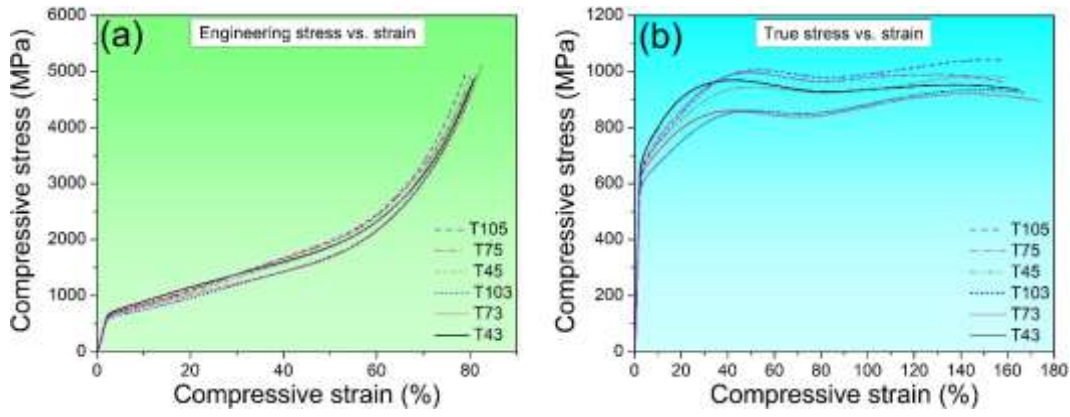 (a)
Engineering stress vs. strain
Compressive stress (MPa)
6000
5000
4000
3000
2000
1000
0
T105
T75
T45
T103
T73
T43
0 20 40 60 80
Compressive strain (%)
(b)
True stress vs. strain
Compressive stress (MPa)
1200
1000
800
600
400
200
0
T105
T75
T45
T103
T73
T43
0 20 40 60 80 100 120 140 160 180
Compressive strain (%)